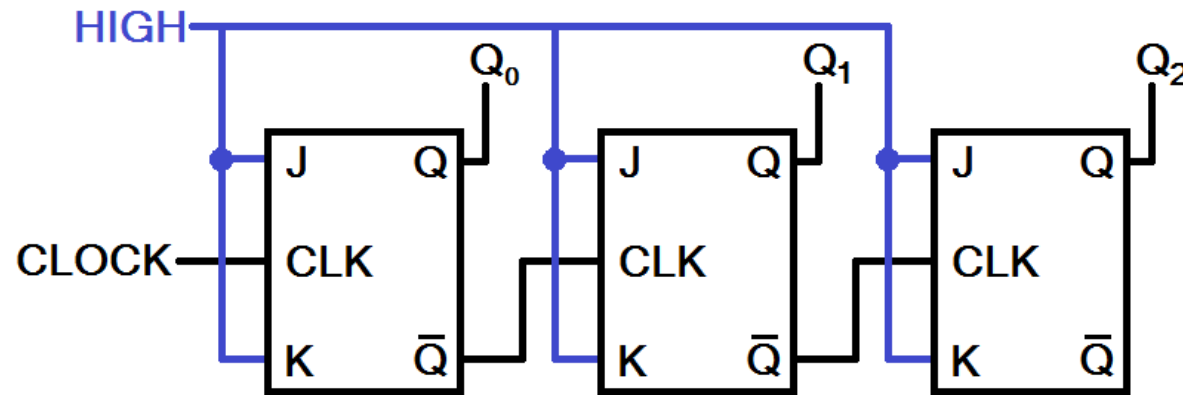 HIGH
Q0 Q1 Q2
J Q J Q J Q
CLOCK CLK CLK CLK
K Q̅ K Q̅ K Q̅